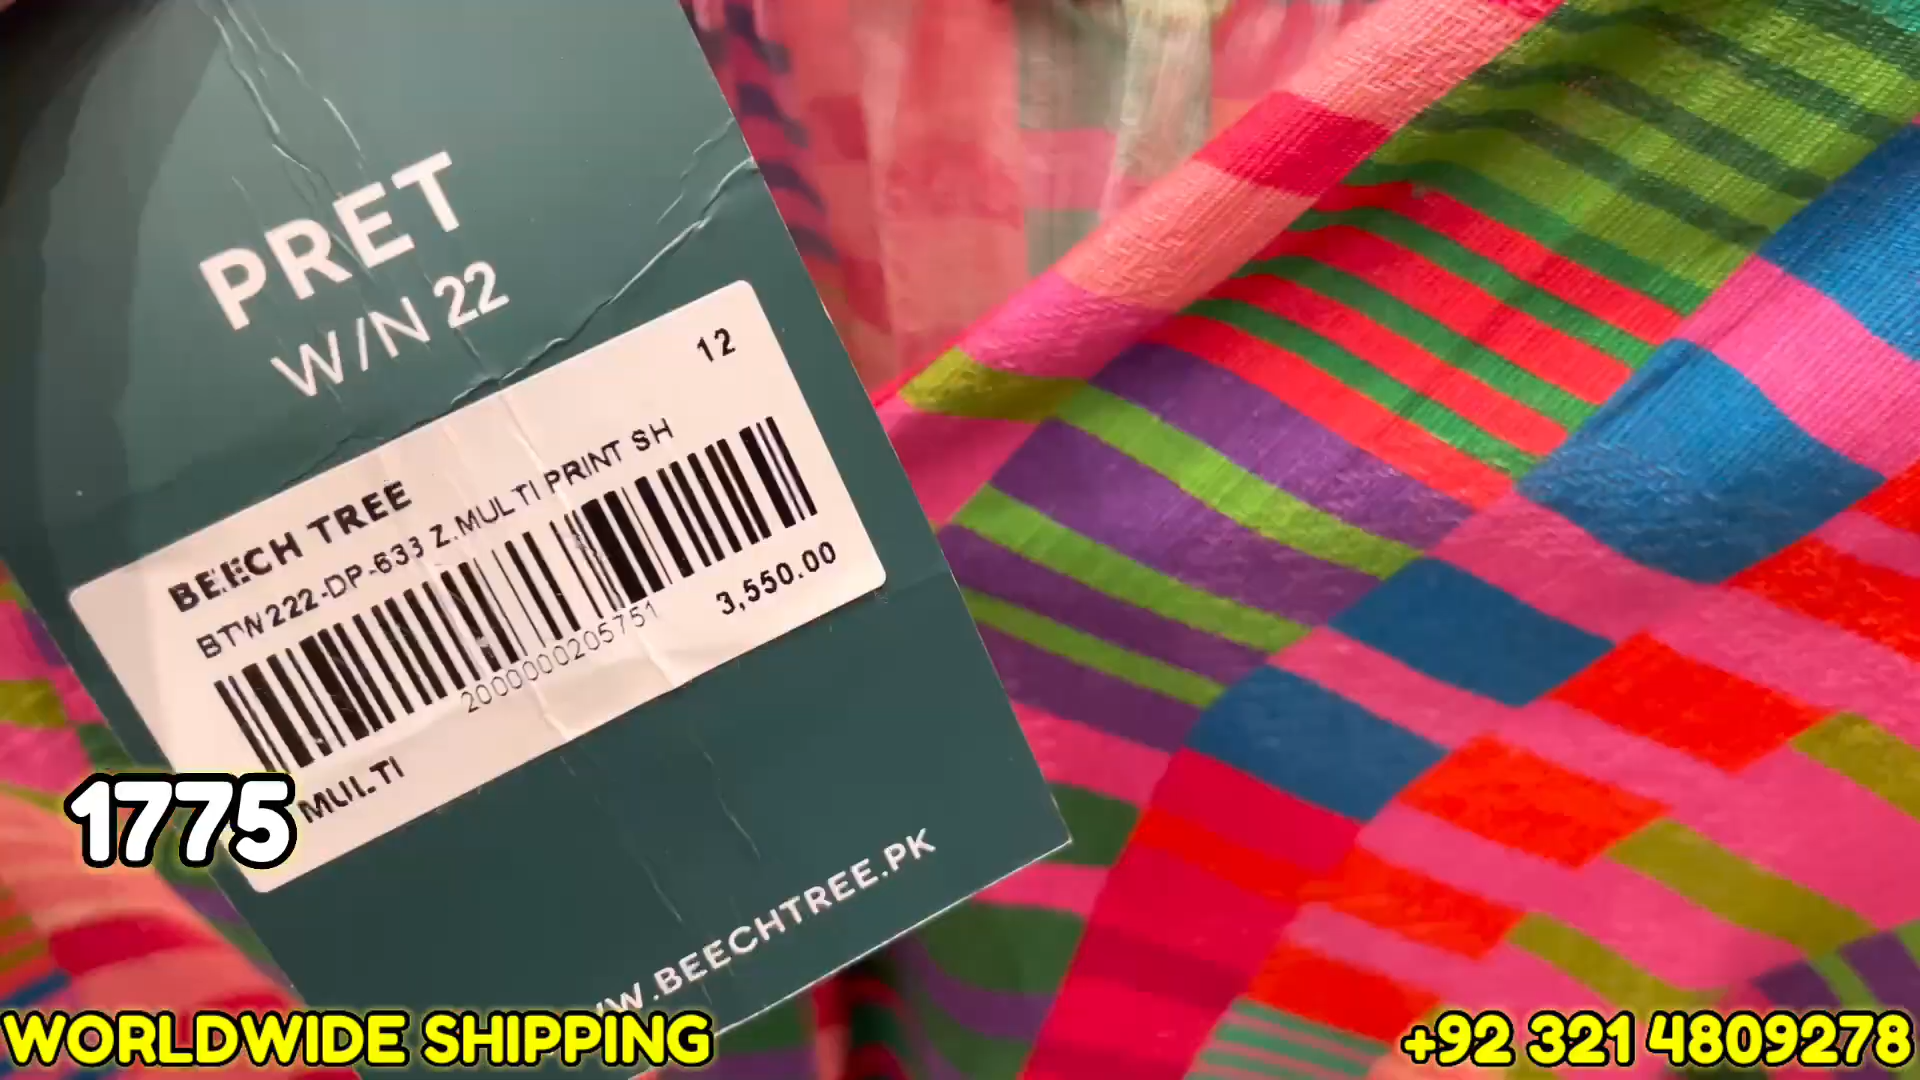 PRET
W/N 22
12
BEECH TREE
BTW222-DP-633 Z.MULTI PRINT SH
2000000205751
3,550.00
MULTI
1775
WW.BEECHTREE.PK
WORLDWIDE SHIPPING
+92 321 4809278